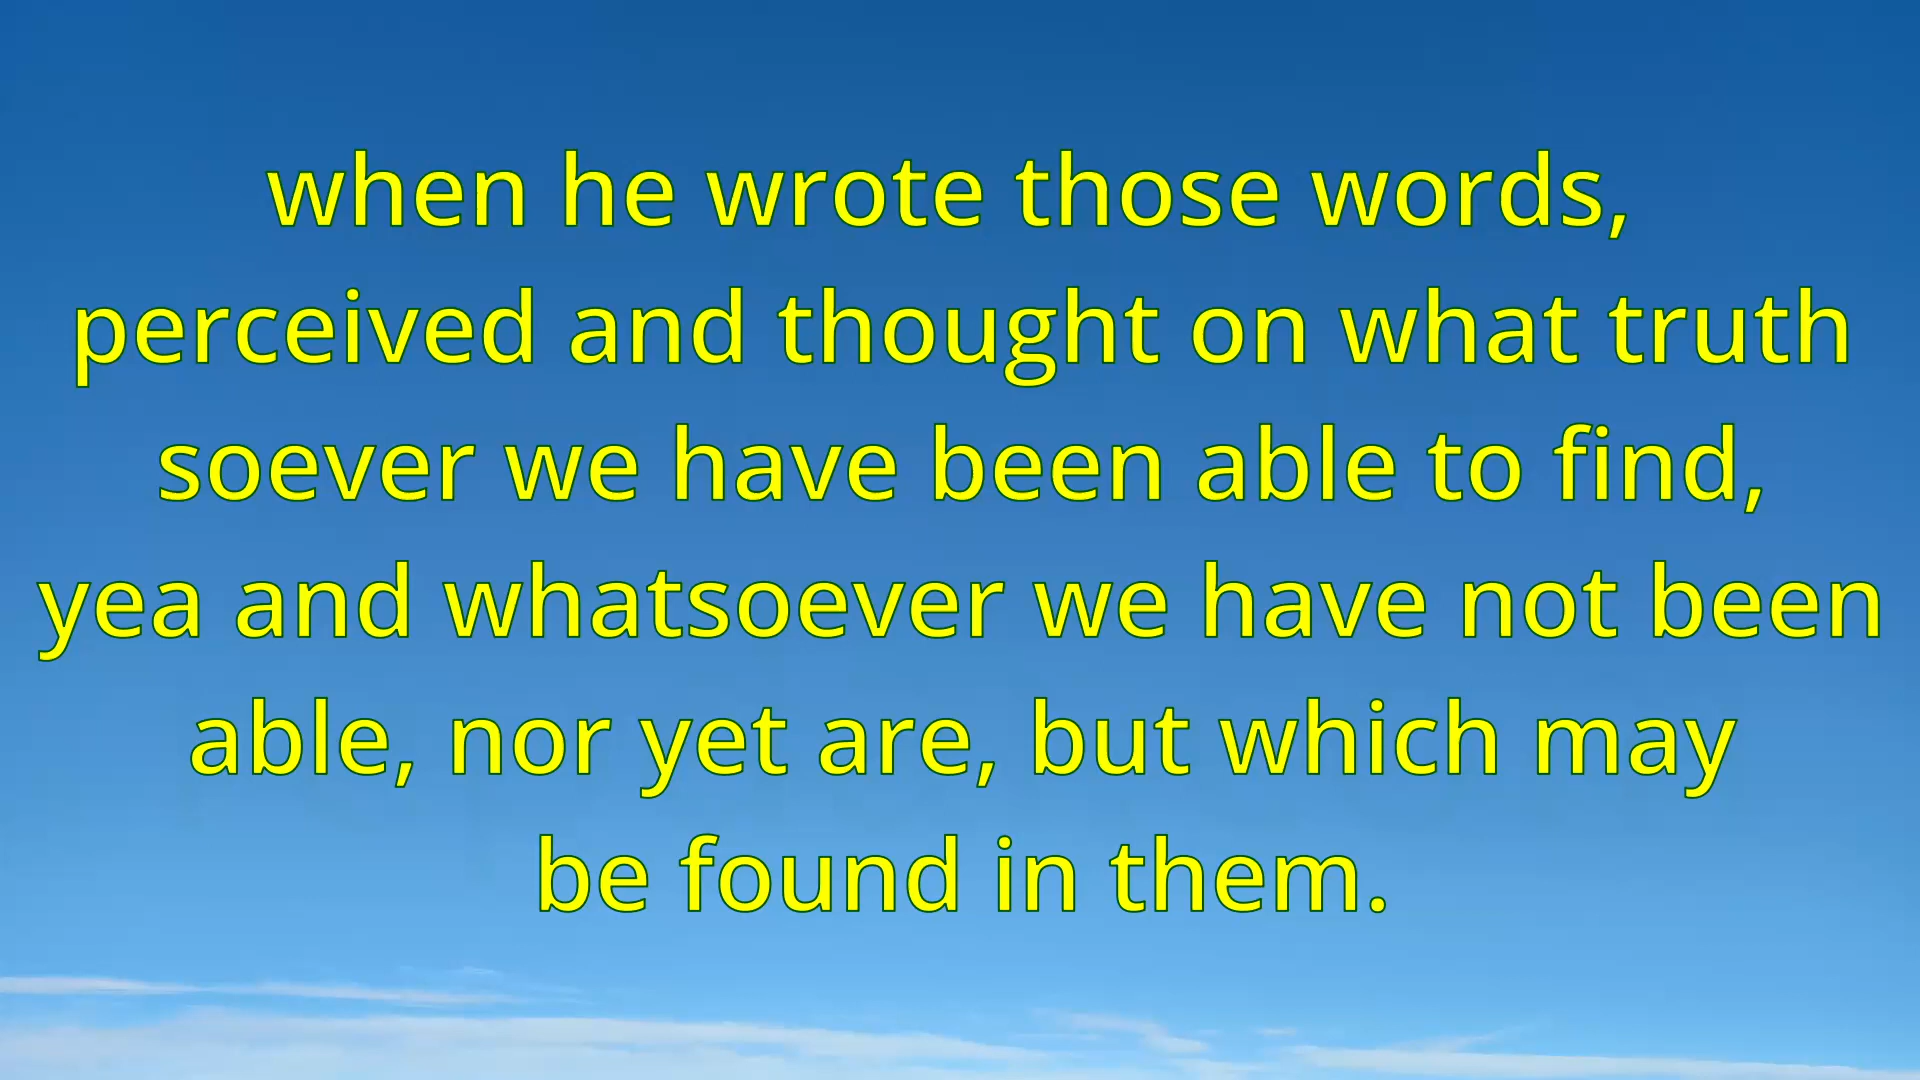 when he wrote those words,
perceived and thought on what truth
soever we have been able to find,
yea and whatsoever we have not been
able, nor yet are, but which may
be found in them.